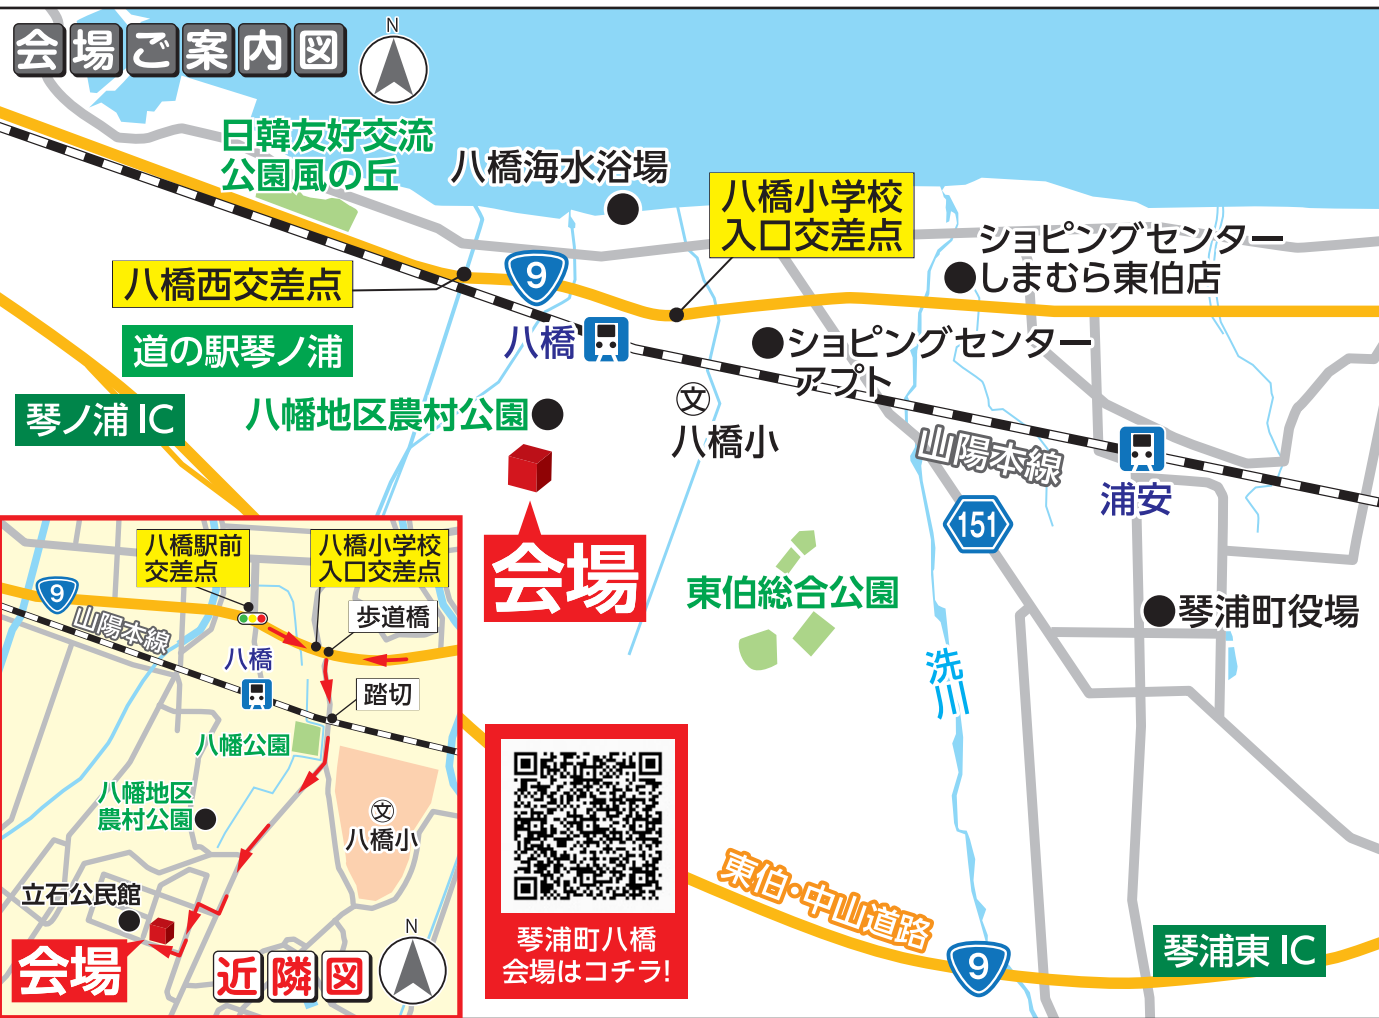 会場ご案内図
N
日韓友好交流
公園風の丘
八橋海水浴場
八橋小学校
入口交差点
ショピングセンター
しまむら東伯店
八橋西交差点
9
道の駅琴ノ浦
八橋
ショピングセンター
アプト
琴ノ浦 IC
八幡地区農村公園
文
八橋小
山陽本線
浦安
151
会場
東伯総合公園
琴浦町役場
洗川
東伯・中山道路
9
琴浦東 IC
琴浦町八橋
会場はコチラ!
八橋駅前
交差点
八橋小学校
入口交差点
9
歩道橋
山陽本線
八橋
踏切
八幡公園
八幡地区
農村公園
文
八橋小
立石公民館
会場
近隣図
N